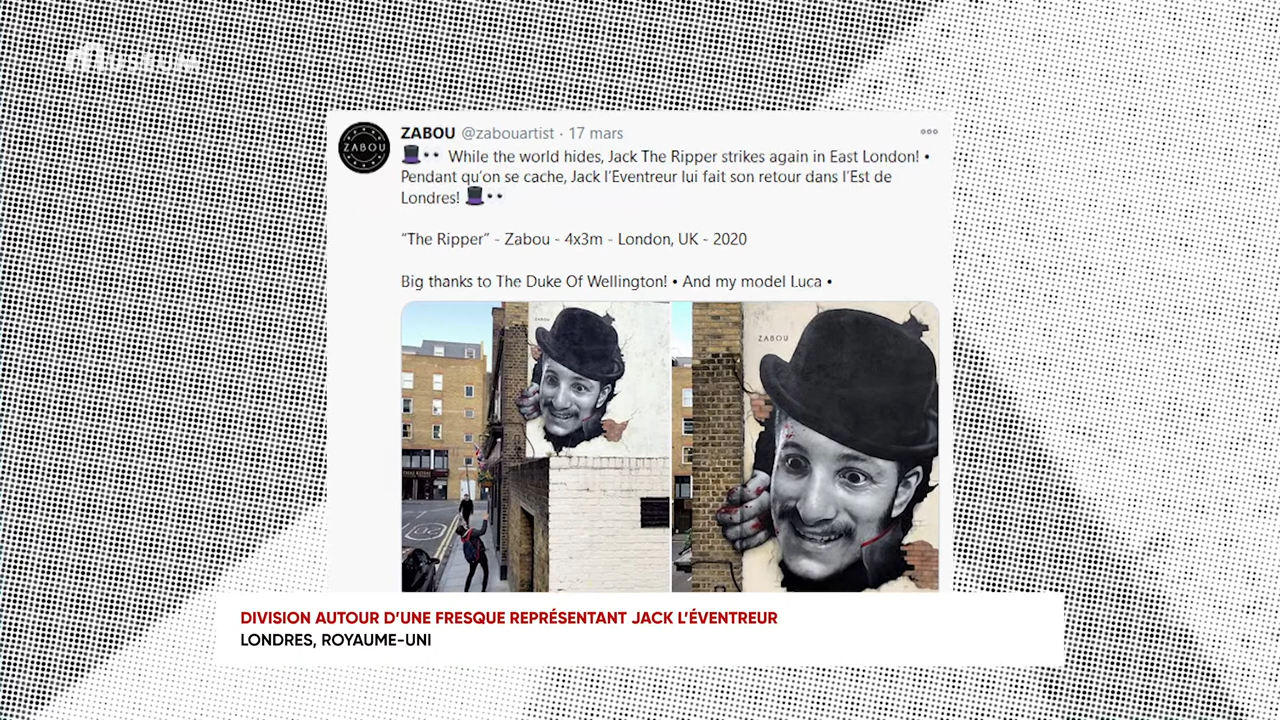 MUSEUM
ZABOU @zabouartist · 17 mars
While the world hides, Jack The Ripper strikes again in East London! •
Pendant qu'on se cache, Jack l'Eventreur lui fait son retour dans l'Est de
Londres!
"The Ripper" - Zabou - 4x3m - London, UK - 2020
Big thanks to The Duke Of Wellington! • And my model Luca •
ZABOU
ZABOU
ZABOU
DIVISION AUTOUR D'UNE FRESQUE REPRÉSENTANT JACK L'ÉVENTREUR
LONDRES, ROYAUME-UNI